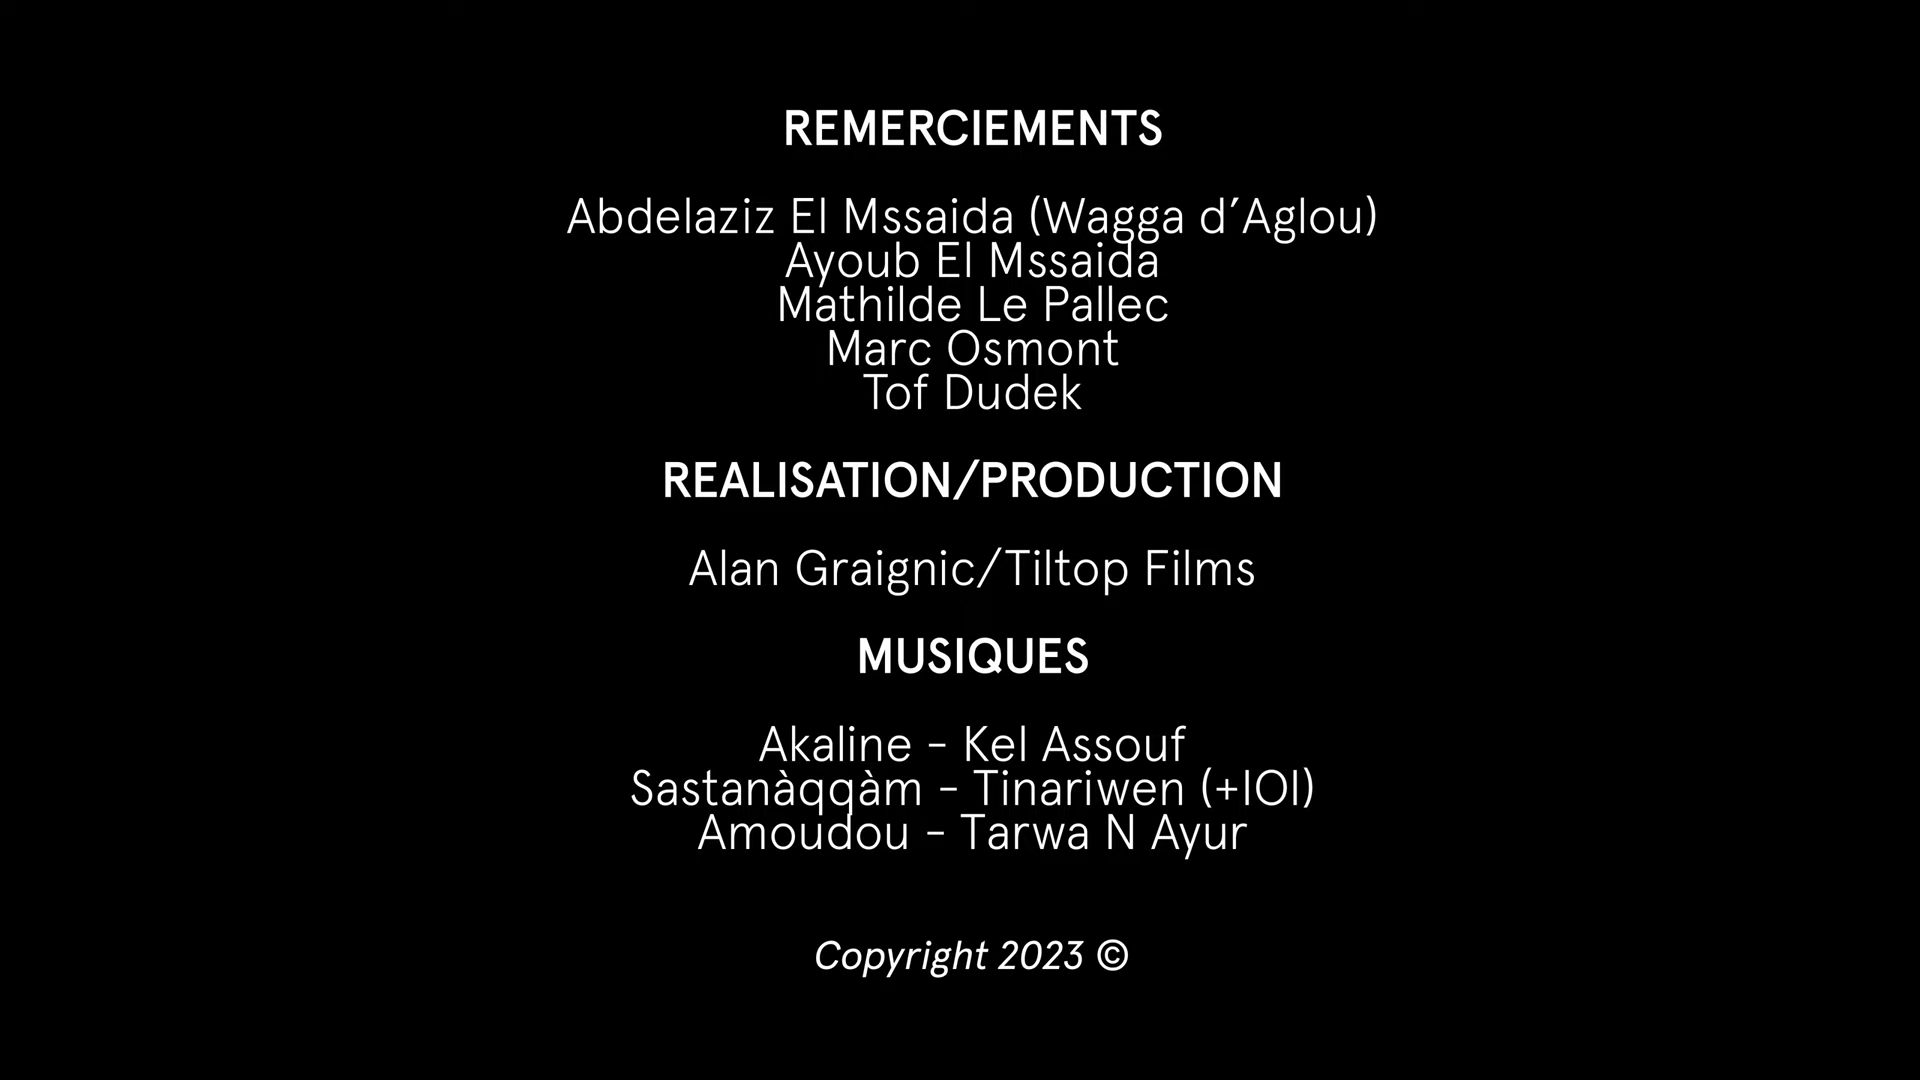 REMERCIEMENTS
Abdelaziz El Mssaida (Wagga d’Aglou)
Ayoub El Mssaida
Mathilde Le Pallec
Marc Osmont
Tof Dudek
REALISATION/PRODUCTION
Alan Graignic/Tiltop Films
MUSIQUES
Akaline - Kel Assouf
Sastanàqqàm - Tinariwen (+IOI)
Amoudou - Tarwa N Ayur
Copyright 2023 ©